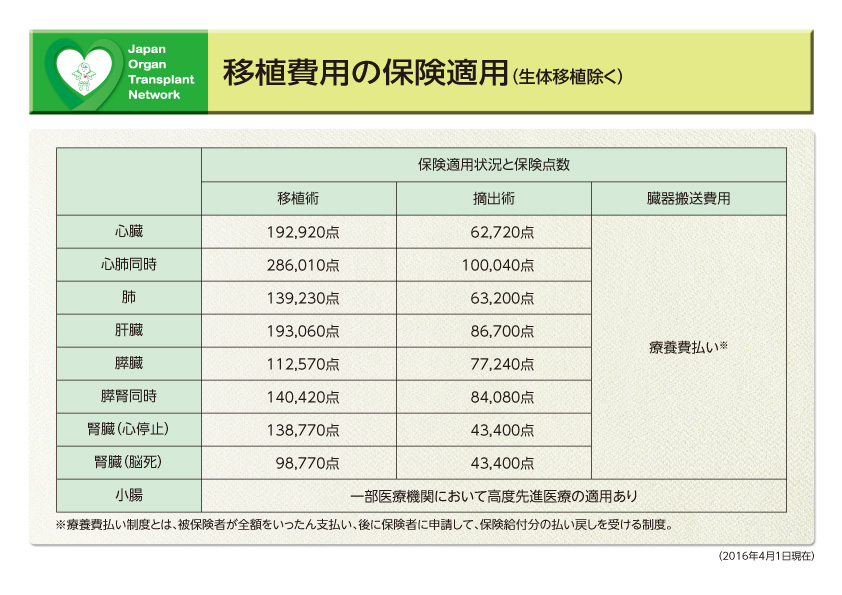 Japan
Organ
Transplant
Network
移植費用の保険適用(生体移植除く)
保険適用状況と保険点数
移植術 摘出術 臓器搬送費用
心臓 192,920点 62,720点
心肺同時 286,010点 100,040点
肺 139,230点 63,200点
肝臓 193,060点 86,700点
療養費払い※
膵臓 112,570点 77,240点
膵腎同時 140,420点 84,080点
腎臓(心停止) 138,770点 43,400点
腎臓(脳死) 98,770点 43,400点
小腸 一部医療機関において高度先進医療の適用あり
※療養費払い制度とは、被保険者が全額をいったん支払い、後に保険者に申請して、保険給付分の払い戻しを受ける制度。
(2016年4月1日現在)